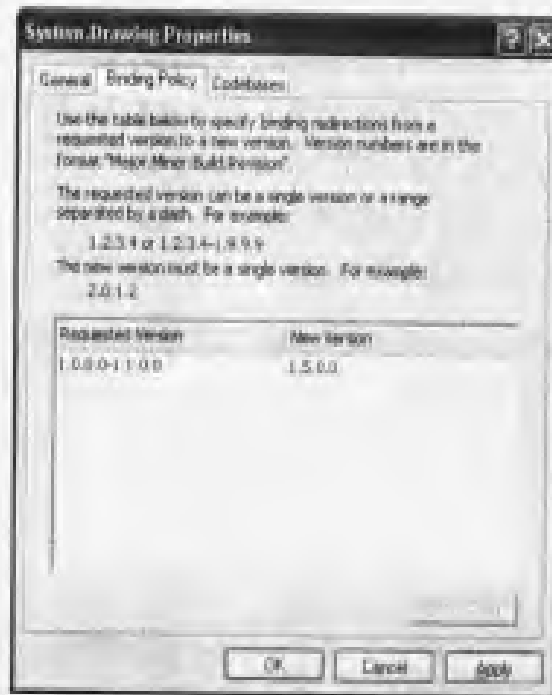 System.Drawing Properties
General Binding Policy Codebases
Use the table below to specify binding redirections from a
requested version to a new version. Version numbers are in the
format "Major.Minor.Build.Revision".
The requested version can be a single version or a range
separated by a dash. For example:
1.2.3.4 or 1.2.3.4-1.9.9.9
The new version must be a single version. For example:
2.0.1.2
Requested Version New Version
1.0.0.0-1.1.0.0 1.5.0.0
OK Cancel Apply